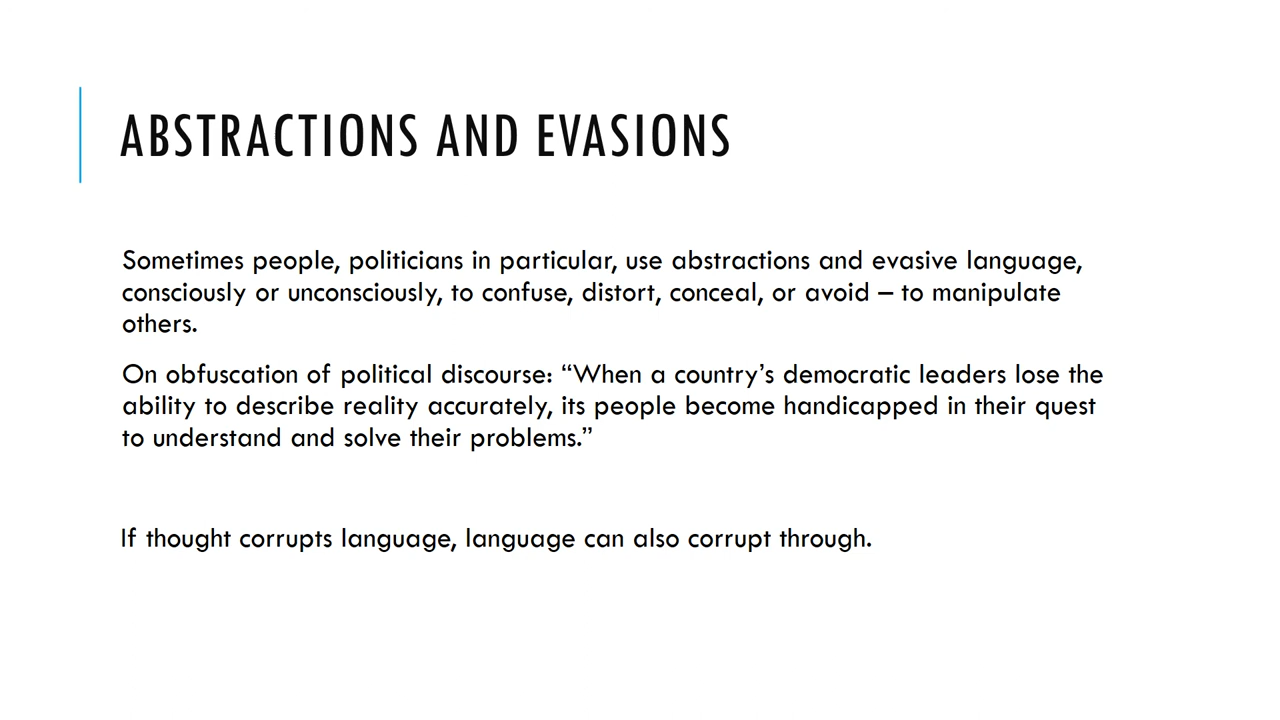 ABSTRACTIONS AND EVASIONS
Sometimes people, politicians in particular, use abstractions and evasive language,
consciously or unconsciously, to confuse, distort, conceal, or avoid – to manipulate
others.
On obfuscation of political discourse: “When a country’s democratic leaders lose the
ability to describe reality accurately, its people become handicapped in their quest
to understand and solve their problems.”
If thought corrupts language, language can also corrupt through.